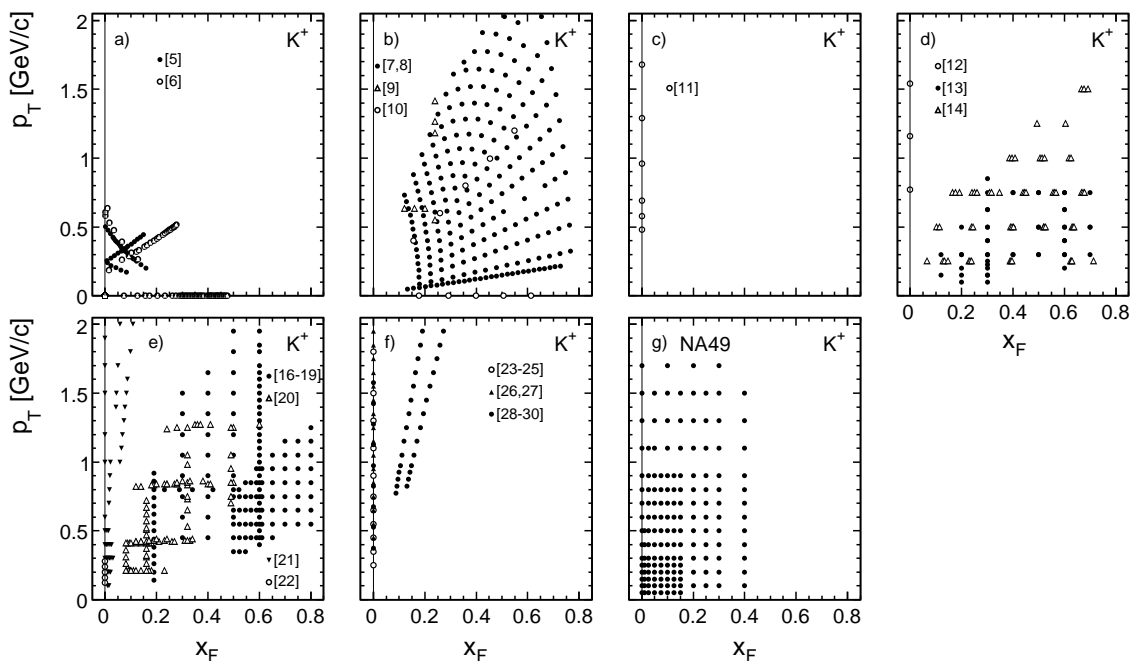 p_T [GeV/c]
2
1.5
1
0.5
0
a)
K⁺
[5]
[6]
b)
K⁺
[7,8]
[9]
[10]
c)
K⁺
[11]
d)
K⁺
[12]
[13]
[14]
0 0.2 0.4 0.6 0.8
x_F
p_T [GeV/c]
2
1.5
1
0.5
0
e)
K⁺
[16-19]
[20]
[21]
[22]
0 0.2 0.4 0.6 0.8
x_F
f)
K⁺
[23-25]
[26,27]
[28-30]
0 0.2 0.4 0.6 0.8
x_F
g) NA49
K⁺
0 0.2 0.4 0.6 0.8
x_F